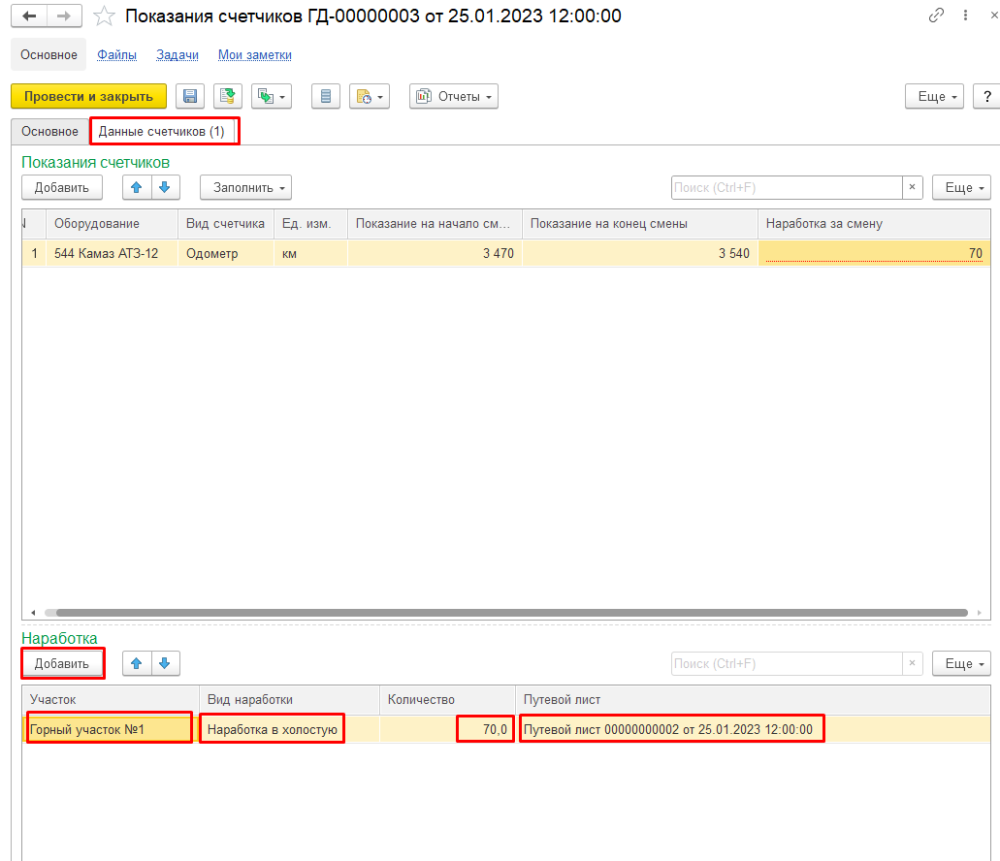 Показания счетчиков ГД-00000003 от 25.01.2023 12:00:00
Основное Файлы Задачи Мои заметки
Провести и закрыть Отчеты Еще ?
Основное Данные счетчиков (1)
Показания счетчиков
Добавить Заполнить Поиск (Ctrl+F) × Еще
N Оборудование Вид счетчика Ед. изм. Показание на начало см... Показание на конец смены Наработка за смену
1 544 Камаз АТЗ-12 Одометр км 3 470 3 540 70
Наработка
Добавить Поиск (Ctrl+F) × Еще
Участок Вид наработки Количество Путевой лист
Горный участок №1 Наработка в холостую 70,0 Путевой лист 00000000002 от 25.01.2023 12:00:00